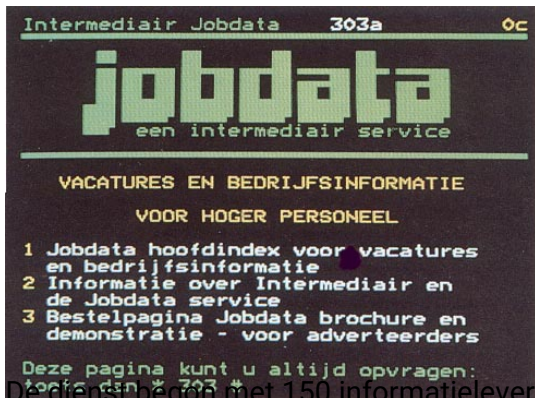 Intermediair Jobdata 303a 0c
jobdata
een intermediair service
VACATURES EN BEDRIJFSINFORMATIE
VOOR HOGER PERSONEEL
1 Jobdata hoofdindex voor vacatures
en bedrijfsinformatie
2 Informatie over Intermediair en
de Jobdata service
3 Bestelpagina Jobdata brochure en
demonstratie - voor adverteerders
Deze pagina kunt u altijd opvragen:
toets dan * 303 #
De dienst begon met 150 informatielever